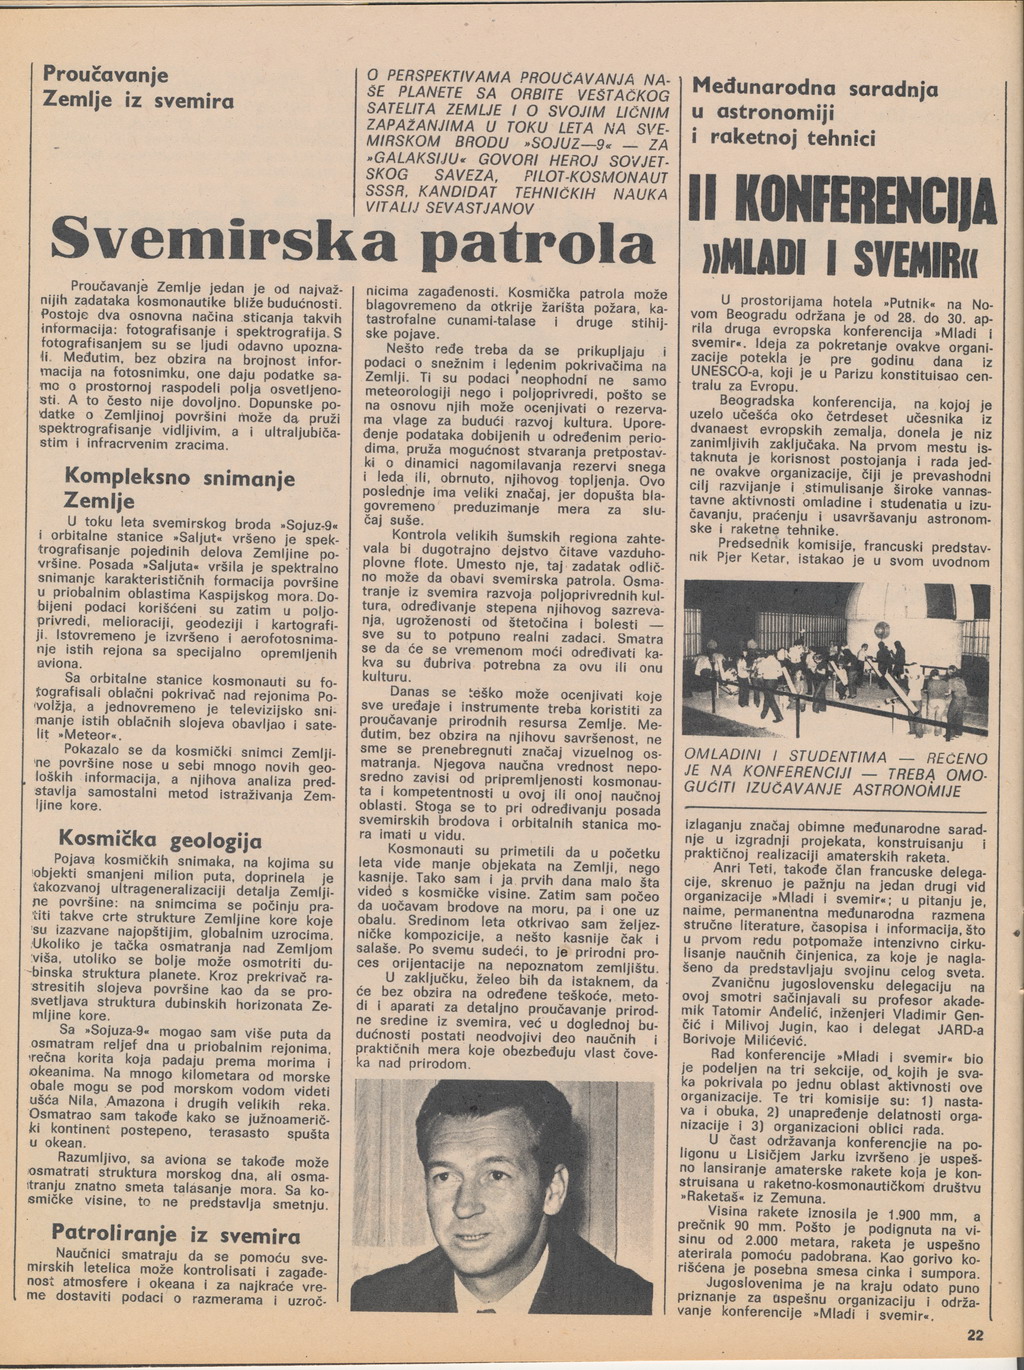 Proučavanje
Zemlje iz svemira
O PERSPEKTIVAMA PROUČAVANJA NA-
ŠE PLANETE SA ORBITE VEŠTAČKOG
SATELITA ZEMLJE I O SVOJIM LIČNIM
ZAPAŽANJIMA U TOKU LETA NA SVE-
MIRSKOM BRODU »SOJUZ—9« — ZA
»GALAKSIJU« GOVORI HEROJ SOVJET-
SKOG SAVEZA, PILOT-KOSMONAUT
SSSR, KANDIDAT TEHNIČKIH NAUKA
VITALIJ SEVASTJANOV
Svemirska patrola
Proučavanje Zemlje jedan je od najvaž-
nijih zadataka kosmonautike bliže budućnosti.
Postoje dva osnovna načina sticanja takvih
informacija: fotografisanje i spektrografija. S
fotografisanjem su se ljudi odavno upozna-
li. Međutim, bez obzira na brojnost infor-
macija na fotosnimku, one daju podatke sa-
mo o prostornoj raspodeli polja osvetljeno-
sti. A to često nije dovoljno. Dopunske po-
datke o Zemljinoj površini može da pruži
spektrografisanje vidljivim, a i ultraljubiča-
stim i infracrvenim zracima.
Kompleksno snimanje
Zemlje
U toku leta svemirskog broda »Sojuz-9«
i orbitalne stanice »Saljut« vršeno je spek-
trografisanje pojedinih delova Zemljine po-
vršine. Posada »Saljuta« vršila je spektralno
snimanje karakterističnih formacija površine
u priobalnim oblastima Kaspijskog mora. Do-
bijeni podaci korišćeni su zatim u poljo-
privredi, melioraciji, geodeziji i kartografi-
ji. Istovremeno je izvršeno i aerofotosnima-
nje istih rejona sa specijalno opremljenih
aviona.
Sa orbitalne stanice kosmonauti su fo-
tografisali oblačni pokrivač nad rejonima Po-
volžja, a jednovremeno je televizijsko sni-
manje istih oblačnih slojeva obavljao i sate-
lit »Meteor«.
Pokazalo se da kosmički snimci Zemlji-
ne površine nose u sebi mnogo novih geo-
loških informacija, a njihova analiza pred-
stavlja samostalni metod istraživanja Zem-
ljine kore.
Kosmička geologija
Pojava kosmičkih snimaka, na kojima su
objekti smanjeni milion puta, doprinela je
takozvanoj ultrageneralizaciji detalja Zemlji-
ne površine: na snimcima se počinju pra-
titi takve crte strukture Zemljine kore koje
su izazvane najopštijim, globalnim uzrocima.
Ukoliko je tačka osmatranja nad Zemljom
viša, utoliko se bolje može osmotriti du-
binska struktura planete. Kroz prekrivač ra-
stresitih slojeva površine kao da se pro-
svetljava struktura dubinskih horizonata Ze-
mljine kore.
Sa »Sojuza-9« mogao sam više puta da
osmatram reljef dna u priobalnim rejonima,
rečna korita koja padaju prema morima i
okeanima. Na mnogo kilometara od morske
obale mogu se pod morskom vodom videti
ušća Nila, Amazona i drugih velikih reka.
Osmatrao sam takođe kako se južnoamerič-
ki kontinent postepeno, terasasto spušta
u okean.
Razumljivo, sa aviona se takođe može
osmatrati struktura morskog dna, ali osma-
tranju znatno smeta talasanje mora. Sa ko-
smičke visine, to ne predstavlja smetnju.
Patroliranje iz svemira
Naučnici smatraju da se pomoću sve-
mirskih letelica može kontrolisati i zagađe-
nost atmosfere i okeana i za najkraće vre-
me dostaviti podaci o razmerama i uzroč-
nicima zagađenosti. Kosmička patrola može
blagovremeno da otkrije žarišta požara, ka-
tastrofalne cunami-talase i druge stihij-
ske pojave.
Nešto ređe treba da se prikupljaju i
podaci o snežnim i ledenim pokrivačima na
Zemlji. Ti su podaci neophodni ne samo
meteorologiji nego i poljoprivredi, pošto se
na osnovu njih može ocenjivati o rezerva-
ma vlage za budući razvoj kultura. Upore-
đenje podataka dobijenih u određenim perio-
dima, pruža mogućnost stvaranja pretpostav-
ki o dinamici nagomilavanja rezervi snega
i leda ili, obrnuto, njihovog topljenja. Ovo
poslednje ima veliki značaj, jer dopušta bla-
govremeno preduzimanje mera za slu-
čaj suše.
Kontrola velikih šumskih regiona zahte-
vala bi dugotrajno dejstvo čitave vazduho-
plovne flote. Umesto nje, taj zadatak odlič-
no može da obavi svemirska patrola. Osma-
tranje iz svemira razvoja poljoprivrednih kul-
tura, određivanje stepena njihovog sazreva-
nja, ugroženosti od štetočina i bolesti —
sve su to potpuno realni zadaci. Smatra
se da će se vremenom moći određivati ka-
kva su đubriva potrebna za ovu ili onu
kulturu.
Danas se teško može ocenjivati koje
sve uređaje i instrumente treba koristiti za
proučavanje prirodnih resursa Zemlje. Me-
đutim, bez obzira na njihovu savršenost, ne
sme se prenebregnuti značaj vizuelnog os-
matranja. Njegova naučna vrednost nepo-
sredno zavisi od pripremljenosti kosmonau-
ta i kompetentnosti u ovoj ili onoj naučnoj
oblasti. Stoga se to pri određivanju posada
svemirskih brodova i orbitalnih stanica mo-
ra imati u vidu.
Kosmonauti su primetili da u početku
leta vide manje objekata na Zemlji, nego
kasnije. Tako sam i ja prvih dana malo šta
video s kosmičke visine. Zatim sam počeo
da uočavam brodove na moru, pa i one uz
obalu. Sredinom leta otkrivao sam željez-
ničke kompozicije, a nešto kasnije čak i
salaše. Po svemu sudeći, to je prirodni pro-
ces orijentacije na nepoznatom zemljištu.
U zaključku, želeo bih da istaknem, da
će bez obzira na određene teškoće, meto-
di i aparati za detaljno proučavanje prirod-
ne sredine iz svemira, već u doglednoj bu-
dućnosti postati neodvojivi deo naučnih i
praktičnih mera koje obezbeđuju vlast čove-
ka nad prirodom.
Međunarodna saradnja
u astronomiji
i raketnoj tehnici
II KONFERENCIJA
»MLADI I SVEMIR«
U prostorijama hotela »Putnik« na No-
vom Beogradu održana je od 28. do 30. ap-
rila druga evropska konferencija »Mladi i
svemir«. Ideja za pokretanje ovakve organi-
zacije potekla je pre godinu dana iz
UNESCO-a, koji je u Parizu konstituisao cen-
tralu za Evropu.
Beogradska konferencija, na kojoj je
uzelo učešća oko četrdeset učesnika iz
dvanaest evropskih zemalja, donela je niz
zanimljivih zaključaka. Na prvom mestu is-
taknuta je korisnost postojanja i rada jed-
ne ovakve organizacije, čiji je prevashodni
cilj razvijanje i stimulisanje široke vannas-
tavne aktivnosti omladine i studenatia u izu-
čavanju, praćenju i usavršavanju astronom-
ske i raketne tehnike.
Predsednik komisije, francuski predstav-
nik Pjer Ketar, istakao je u svom uvodnom
OMLADINI I STUDENTIMA — REČENO
JE NA KONFERENCIJI — TREBA OMO-
GUĆITI IZUČAVANJE ASTRONOMIJE
izlaganju značaj obimne međunarodne sarad-
nje u izgradnji projekata, konstruisanju i
praktičnoj realizaciji amaterskih raketa.
Anri Teti, takođe član francuske delega-
cije, skrenuo je pažnju na jedan drugi vid
organizacije »Mladi i svemir«; u pitanju je,
naime, permanentna međunarodna razmena
stručne literature, časopisa i informacija, što
u prvom redu potpomaže intenzivno cirku-
lisanje naučnih činjenica, za koje je nagla-
šeno da predstavljaju svojinu celog sveta.
Zvaničnu jugoslovensku delegaciju na
ovoj smotri sačinjavali su profesor akade-
mik Tatomir Anđelić, inženjeri Vladimir Gen-
čić i Milivoj Jugin, kao i delegat JARD-a
Borivoje Milićević.
Rad konferencije »Mladi i svemir« bio
je podeljen na tri sekcije, od kojih je sva-
ka pokrivala po jednu oblast aktivnosti ove
organizacije. Te tri komisije su: 1) nasta-
va i obuka, 2) unapređenje delatnosti orga-
nizacije i 3) organizacioni oblici rada.
U čast održavanja konferencjie na po-
ligonu u Lisičjem Jarku izvršeno je uspeš-
no lansiranje amaterske rakete koja je kon-
struisana u raketno-kosmonautičkom društvu
»Raketaš« iz Zemuna.
Visina rakete iznosila je 1.900 mm, a
prečnik 90 mm. Pošto je podignuta na vi-
sinu od 2.000 metara, raketa je uspešno
aterirala pomoću padobrana. Kao gorivo ko-
rišćena je posebna smesa cinka i sumpora.
Jugoslovenima je na kraju odato puno
priznanje za uspešnu organizaciju i održa-
vanje konferencije »Mladi i svemir«.
22